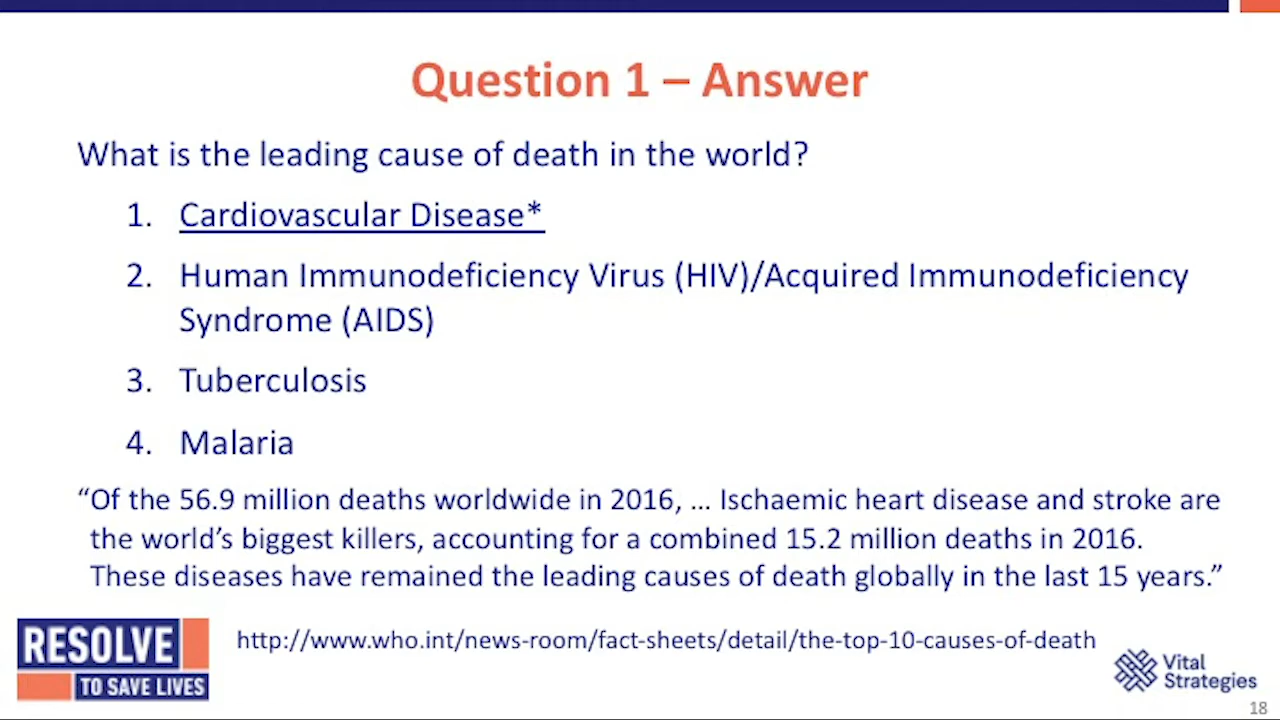 Question 1 – Answer
What is the leading cause of death in the world?
1. Cardiovascular Disease*
2. Human Immunodeficiency Virus (HIV)/Acquired Immunodeficiency
Syndrome (AIDS)
3. Tuberculosis
4. Malaria
“Of the 56.9 million deaths worldwide in 2016, ... Ischaemic heart disease and stroke are
the world’s biggest killers, accounting for a combined 15.2 million deaths in 2016.
These diseases have remained the leading causes of death globally in the last 15 years.”
RESOLVE
TO SAVE LIVES
http://www.who.int/news-room/fact-sheets/detail/the-top-10-causes-of-death
Vital
Strategies
18